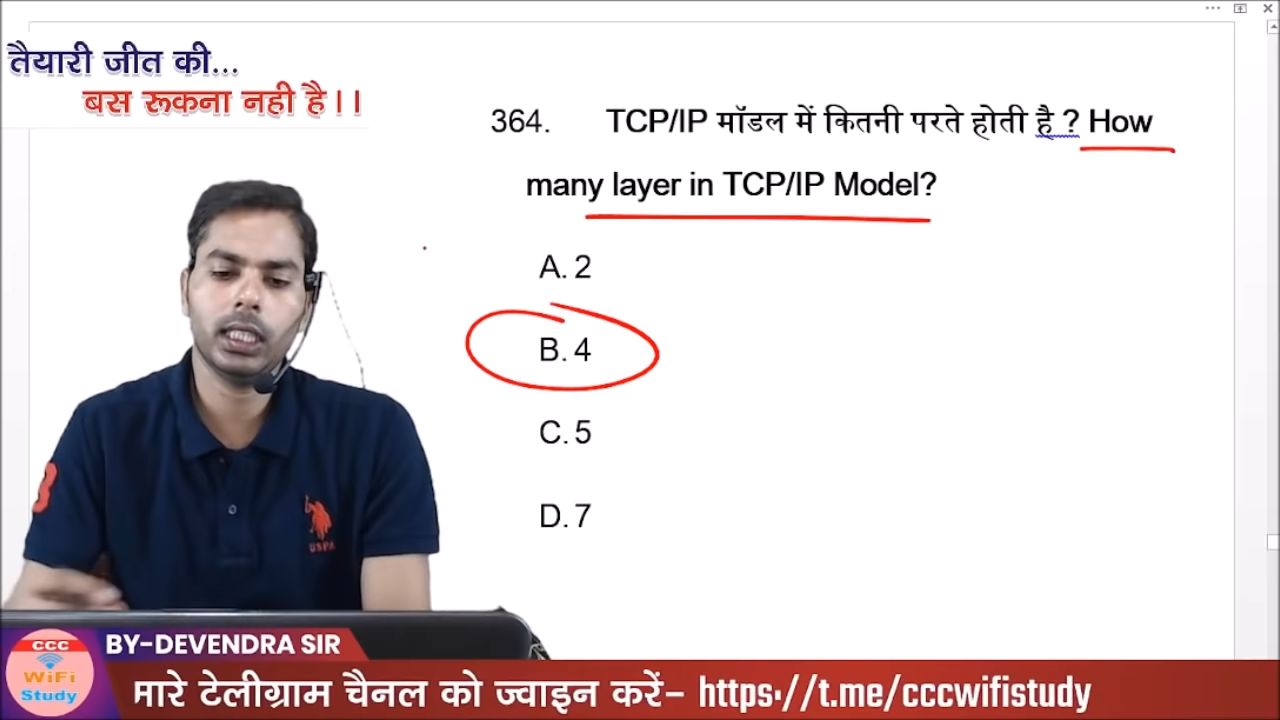 तैयारी जीत की...
बस रूकना नही है।।
364. TCP/IP मॉडल में कितनी परते होती है ? How
many layer in TCP/IP Model?
A. 2
B. 4
C. 5
D. 7
USPA
BY-DEVENDRA SIR
CCC
WiFi
Study
मारे टेलीग्राम चैनल को ज्वाइन करें– https://t.me/cccwifistudy